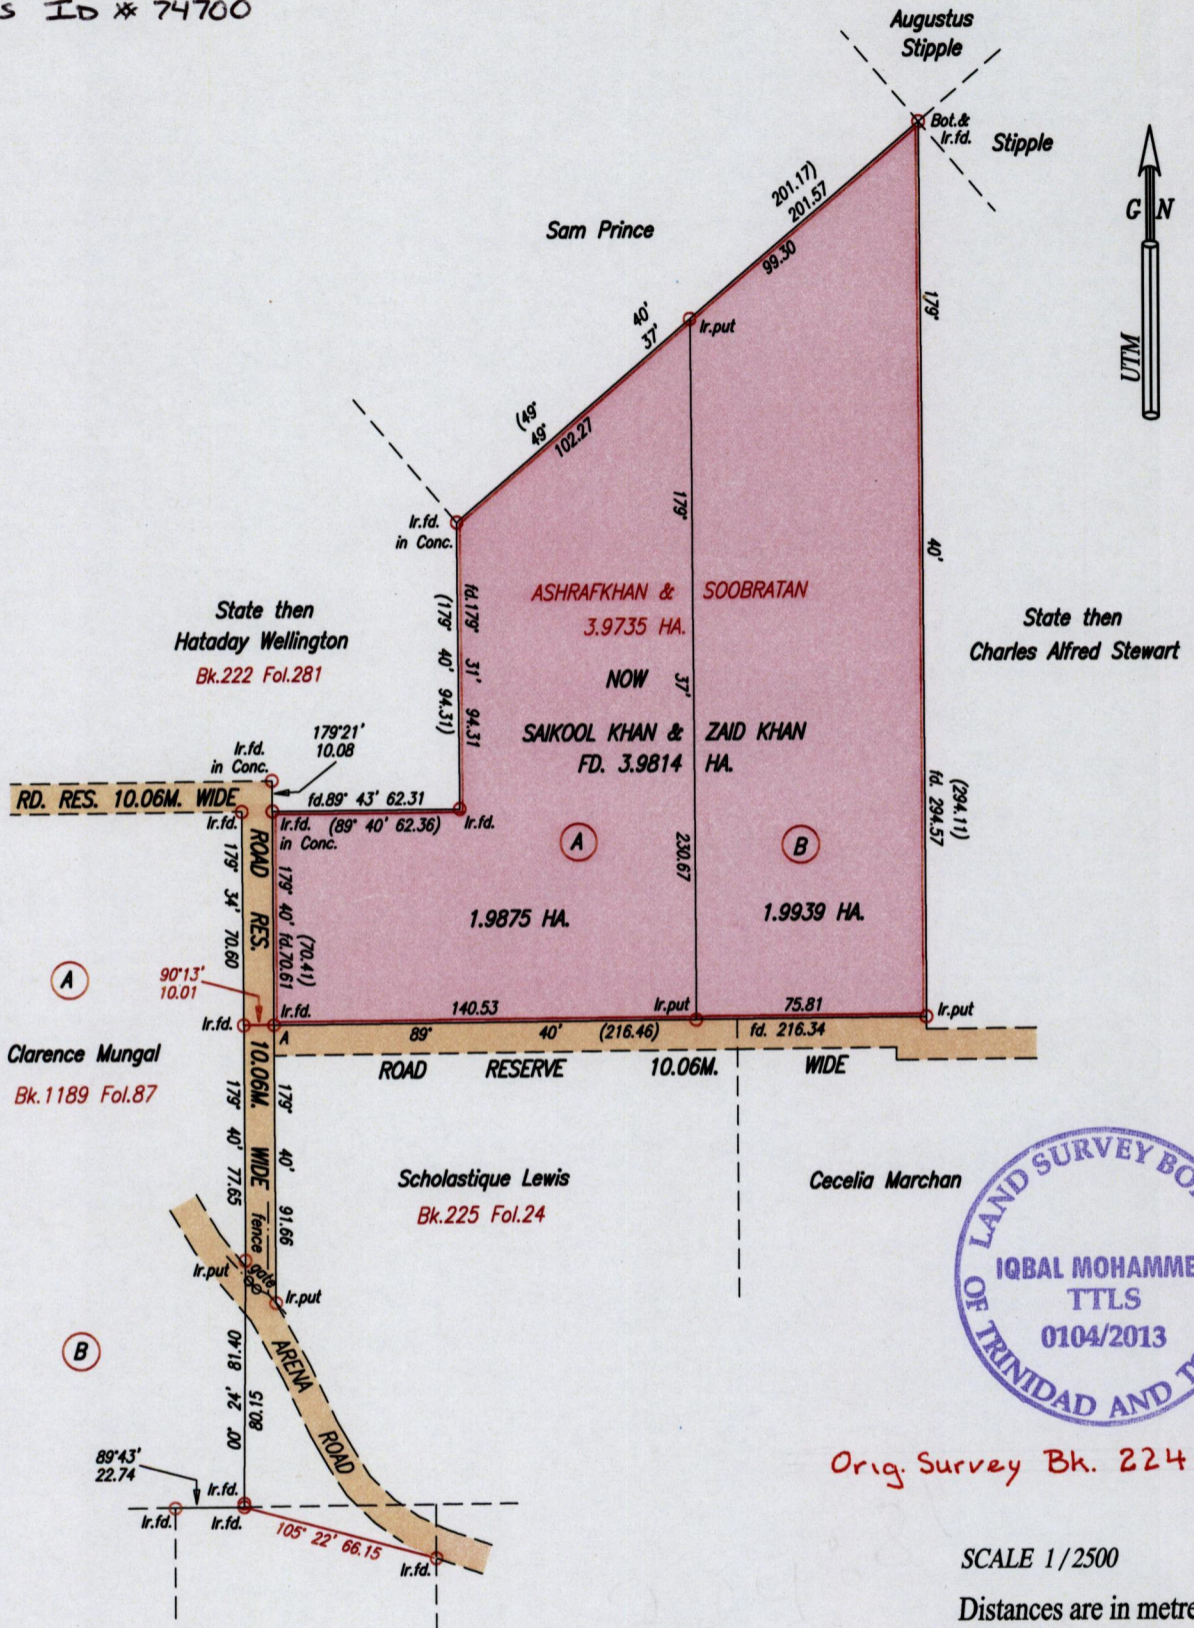 s ID # 74700
Augustus
Stipple
Bot.&
Ir.fd.
Stipple
G N
UTM
Sam Prince
201.17)
201.57
99.30
40'
37'
Ir.put
(49°
49°
102.27
Ir.fd.
in Conc.
179°
40'
fd. 294.57
(294.11)
179°
37'
230.67
ASHRAFKHAN & SOOBRATAN
3.9735 HA.
NOW
SAIKOOL KHAN & ZAID KHAN
FD. 3.9814 HA.
State then
Hataday Wellington
Bk.222 Fol.281
fd.179° 31' 94.31
(179° 40' 94.31)
State then
Charles Alfred Stewart
179°21'
10.08
Ir.fd.
in Conc.
RD. RES. 10.06M. WIDE
fd.89° 43' 62.31
(89° 40' 62.36)
Ir.fd.
Ir.fd.
in Conc.
Ir.fd.
A
B
1.9875 HA.
1.9939 HA.
179° 34' 70.60
ROAD RES.
179° 40' fd.70.61
(70.41)
A
90°13'
10.01
Ir.fd.
Ir.fd.
A
140.53
Ir.put
75.81
Ir.put
89° 40' (216.46)
fd. 216.34
ROAD RESERVE 10.06M. WIDE
Clarence Mungal
Bk.1189 Fol.87
179° 40' 77.65
10.06M. WIDE
179° 40' 91.66
fence
gate
Ir.put
Ir.put
Scholastique Lewis
Bk.225 Fol.24
Cecelia Marchan
LAND SURVEY BO
OF TRINIDAD AND T
IQBAL MOHAMME
TTLS
0104/2013
B
00° 24' 81.40
80.15
ARENA ROAD
89°43'
22.74
Ir.fd.
Ir.fd.
Ir.fd.
105° 22' 66.15
Ir.fd.
Orig. Survey Bk. 224
SCALE 1/2500
Distances are in metre